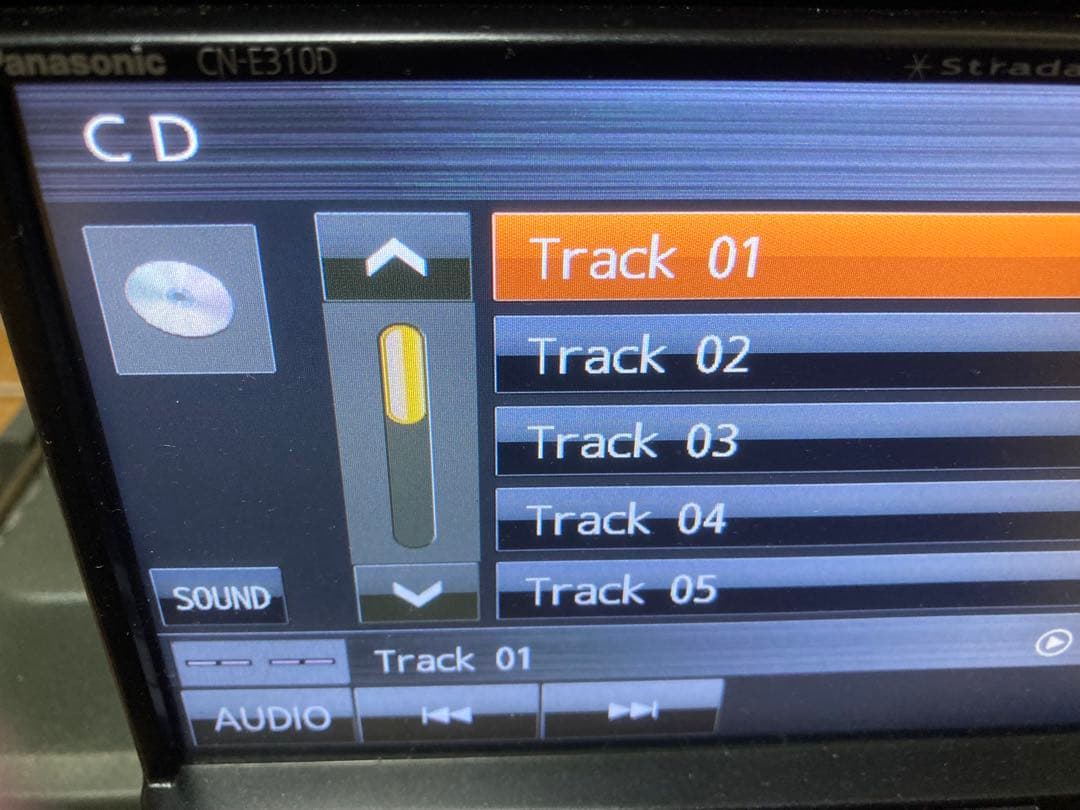 Panasonic CN-E310D Strada
CD
Track 01
Track 02
Track 03
Track 04
Track 05
SOUND
-- -- Track 01
AUDIO